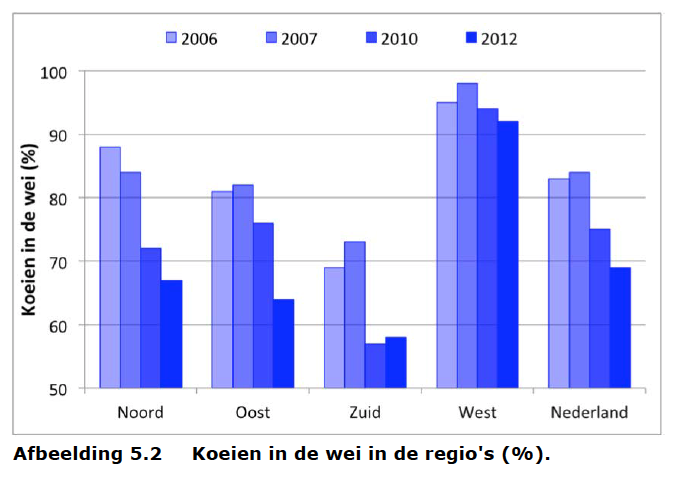 2006 2007 2010 2012
Koeien in de wei (%)
100
90
80
70
60
50
Noord Oost Zuid West Nederland
Afbeelding 5.2 Koeien in de wei in de regio's (%).